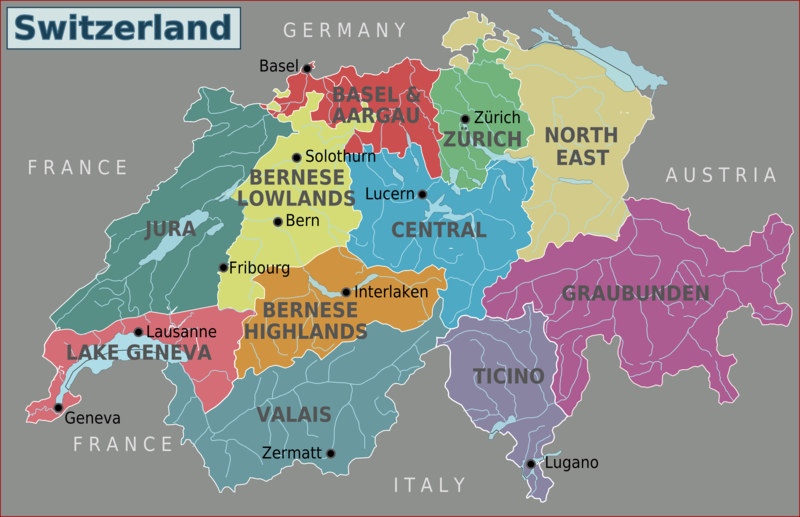 Switzerland
GERMANY
Basel
BASEL &
AARGAU
Zürich
ZÜRICH
NORTH
EAST
FRANCE
Solothurn
BERNESE
LOWLANDS
AUSTRIA
Lucern
JURA
Bern
CENTRAL
Fribourg
Interlaken
GRAUBUNDEN
BERNESE
HIGHLANDS
Lausanne
LAKE GENEVA
TICINO
Geneva
VALAIS
FRANCE
Zermatt
Lugano
ITALY